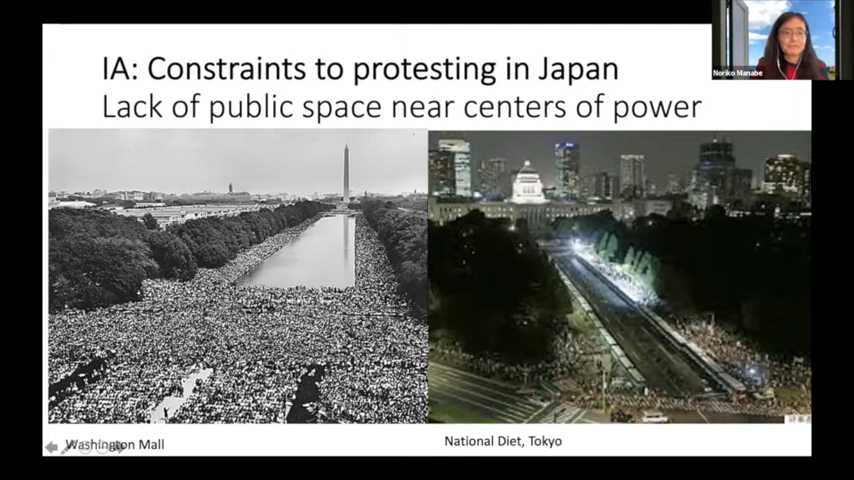 IA: Constraints to protesting in Japan
Lack of public space near centers of power
Noriko Manabe
Washington Mall
National Diet, Tokyo